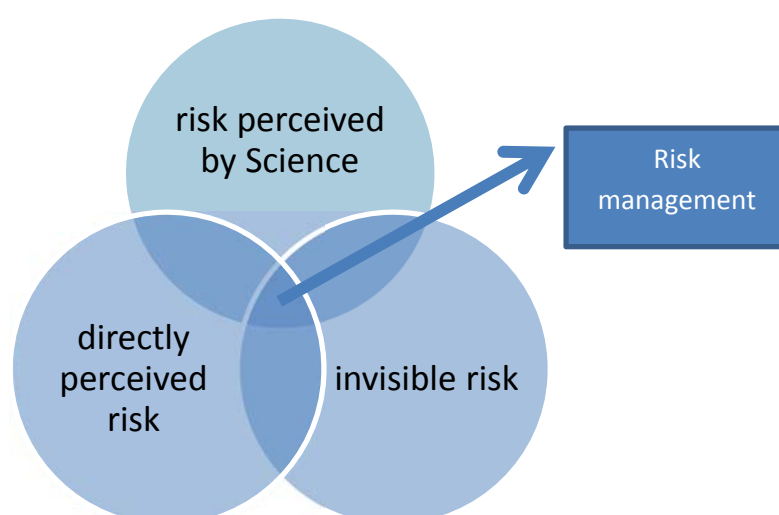 risk perceived
by Science
Risk
management
directly
perceived
risk
invisible risk